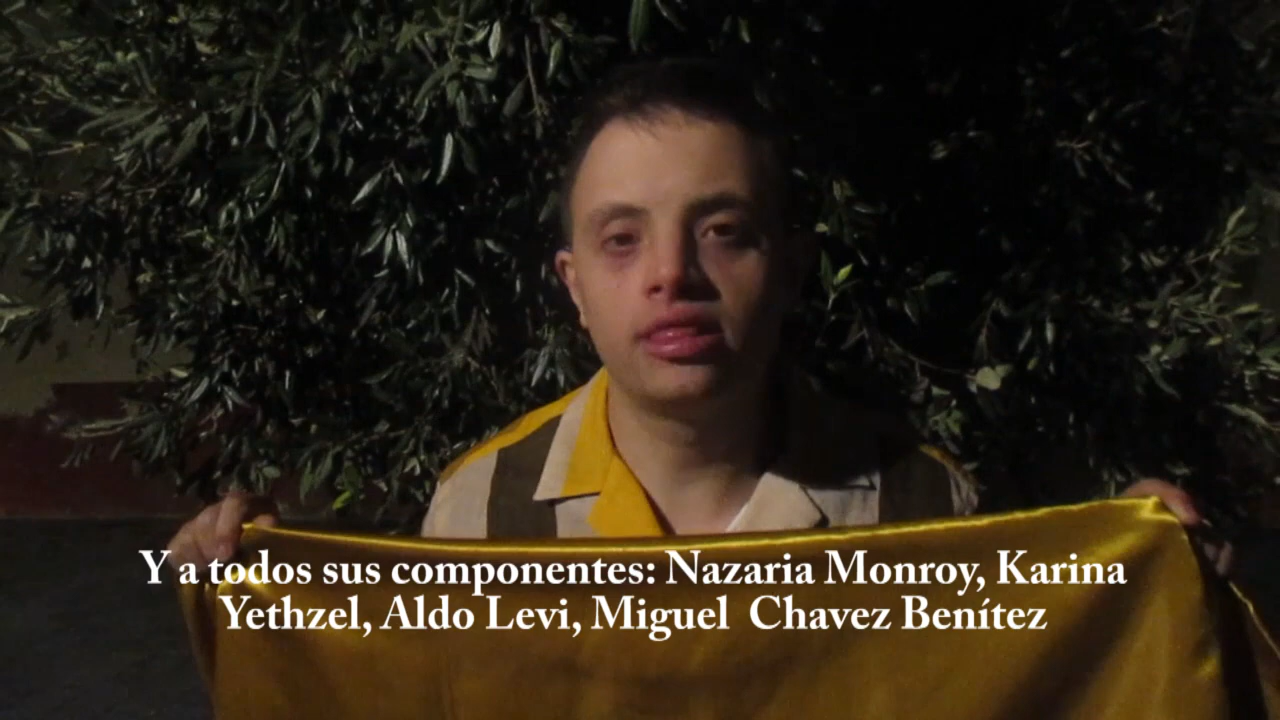 Y a todos sus componentes: Nazaria Monroy, Karina
Yethzel, Aldo Levi, Miguel  Chavez Benítez